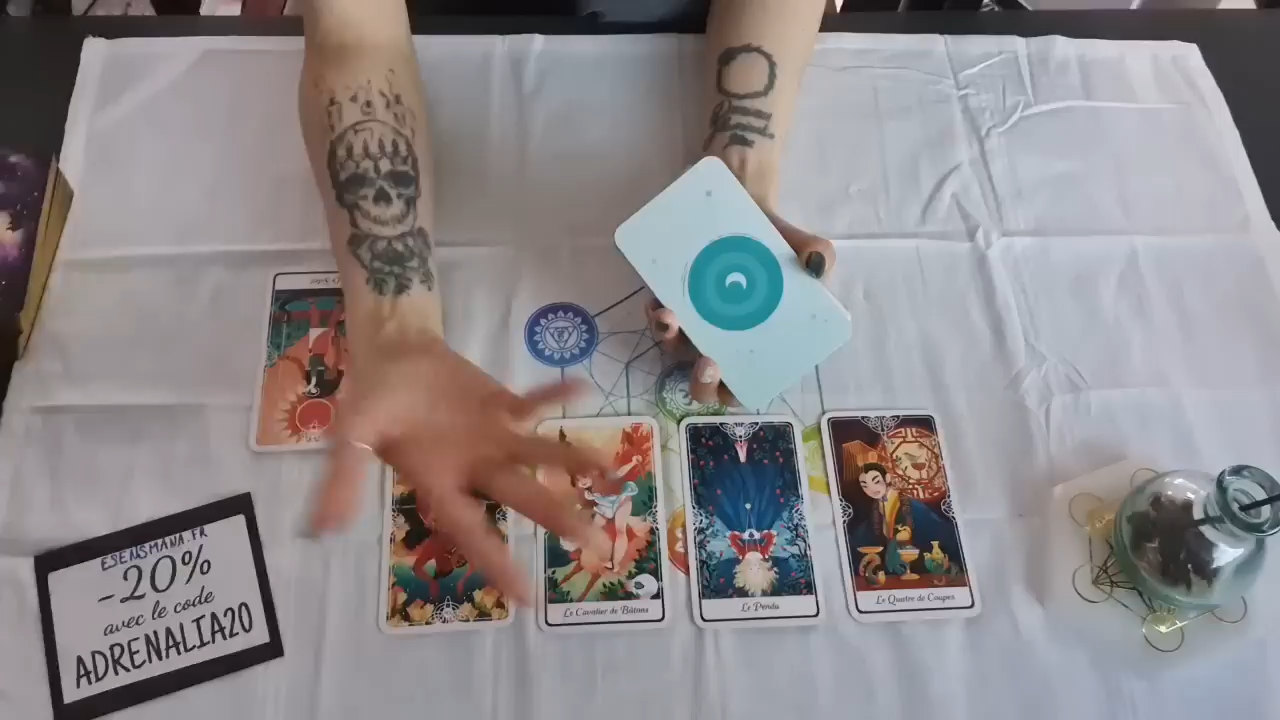 ESENSMANA.FR
-20%
avec le code
ADRENALIA20
Le Cavalier de Bâtons
Le Pendu
Le Quatre de Coupes